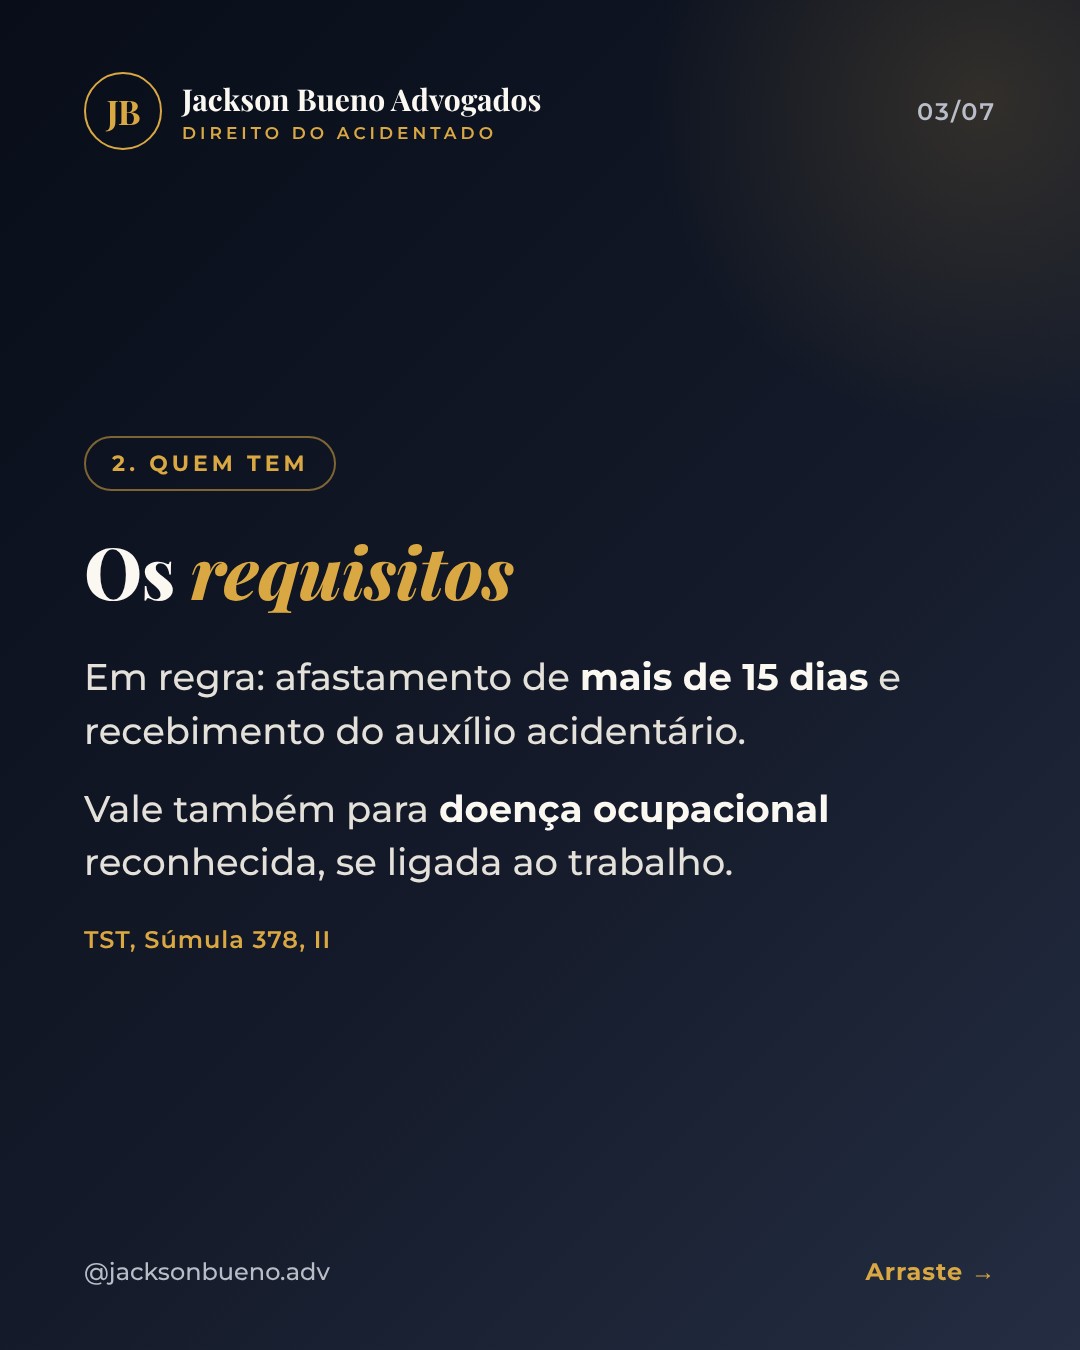 JB
Jackson Bueno Advogados
DIREITO DO ACIDENTADO
03/07
2. QUEM TEM
Os requisitos
Em regra: afastamento de mais de 15 dias e
recebimento do auxílio acidentário.
Vale também para doença ocupacional
reconhecida, se ligada ao trabalho.
TST, Súmula 378, II
@jacksonbueno.adv
Arraste →